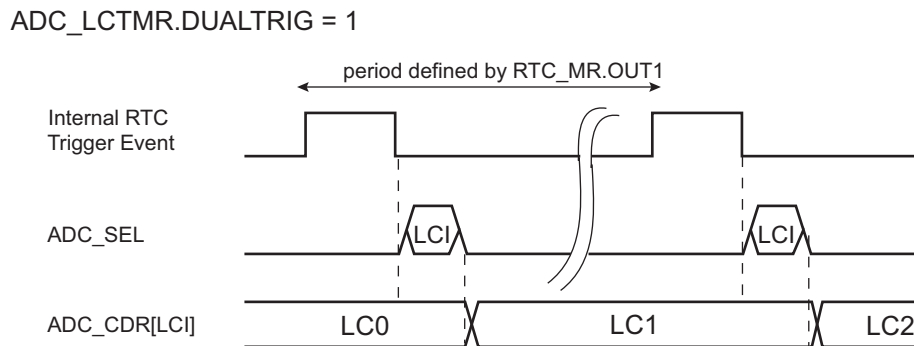 ADC_LCTMR.DUALTRIG = 1
period defined by RTC_MR.OUT1
Internal RTC
Trigger Event
ADC_SEL
LCI
LCI
ADC_CDR[LCI]
LC0
LC1
LC2